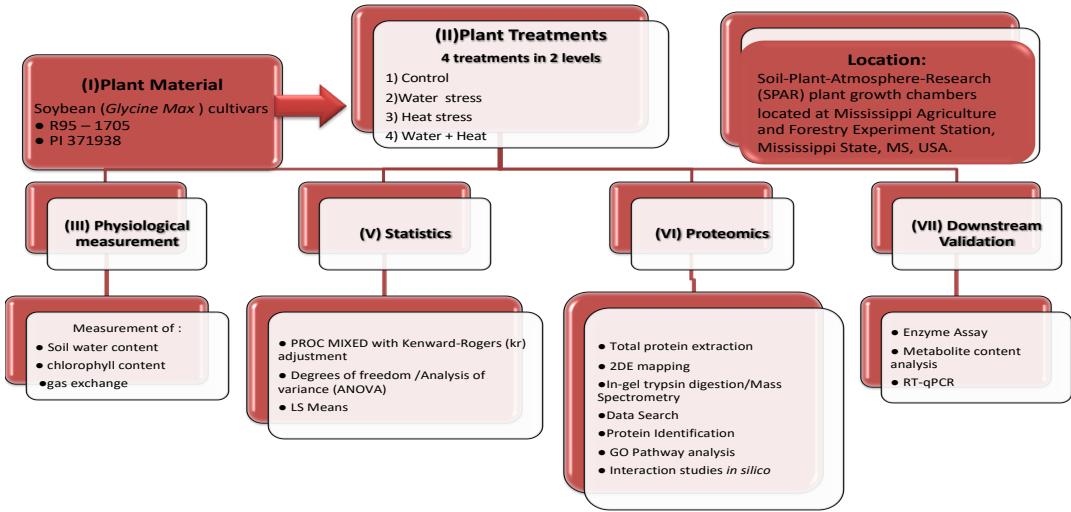 (I)Plant Material
Soybean (Glycine Max ) cultivars
● R95 – 1705
● PI 371938
(II)Plant Treatments
4 treatments in 2 levels
1) Control
2)Water stress
3) Heat stress
4) Water + Heat
Location:
Soil-Plant-Atmosphere-Research
(SPAR) plant growth chambers
located at Mississippi Agriculture
and Forestry Experiment Station,
Mississippi State, MS, USA.
(III) Physiological
measurement
Measurement of :
● Soil water content
● chlorophyll content
●gas exchange
(V) Statistics
● PROC MIXED with Kenward-Rogers (kr)
adjustment
● Degrees of freedom /Analysis of
variance (ANOVA)
● LS Means
(VI) Proteomics
● Total protein extraction
● 2DE mapping
●In-gel trypsin digestion/Mass
Spectrometry
●Data Search
●Protein Identification
● GO Pathway analysis
● Interaction studies in silico
(VII) Downstream
Validation
● Enzyme Assay
● Metabolite content
analysis
● RT-qPCR